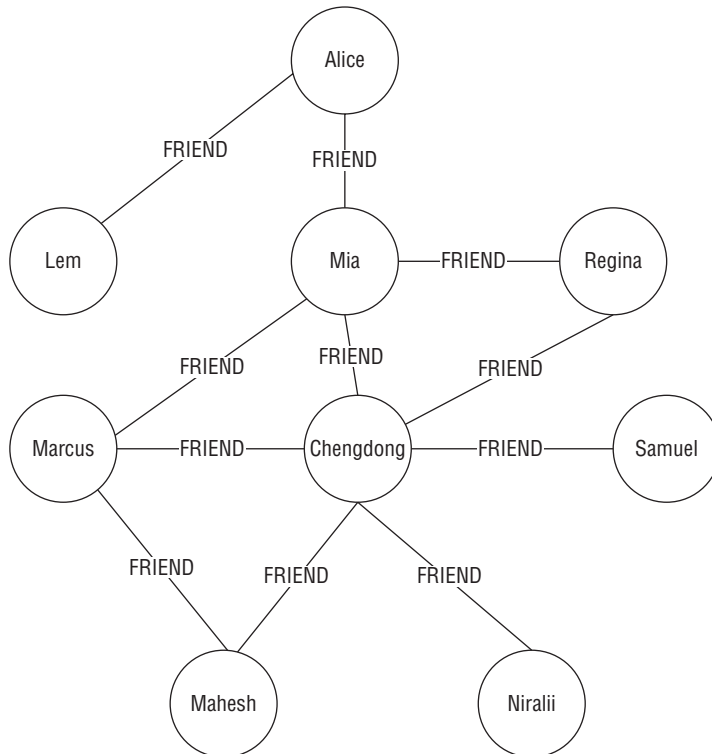 Alice
FRIEND
FRIEND
Lem
Mia
FRIEND
Regina
FRIEND
FRIEND
FRIEND
Marcus
FRIEND
Chengdong
FRIEND
Samuel
FRIEND
FRIEND
FRIEND
Mahesh
Niralii